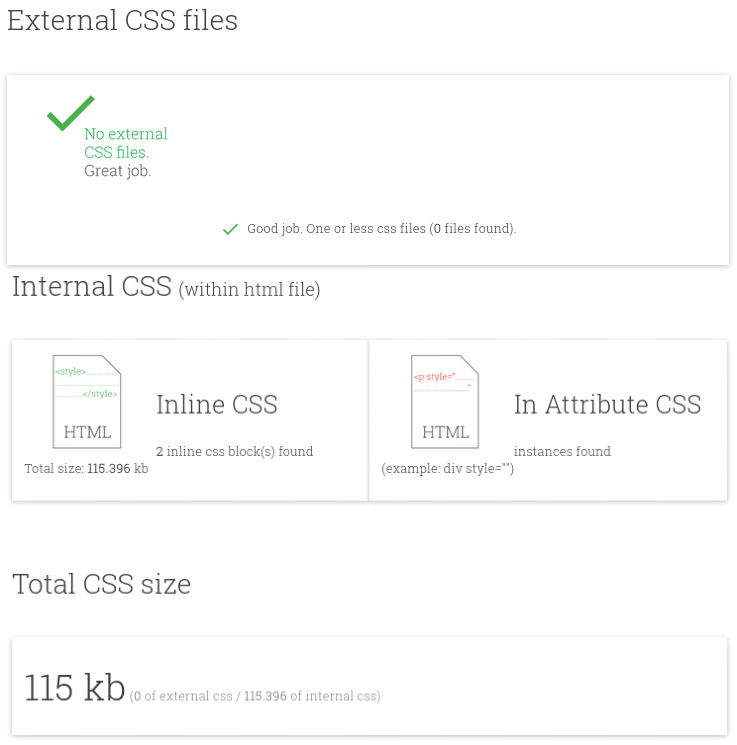 External CSS files
No external
CSS files.
Great job.
Good job. One or less css files (0 files found).
Internal CSS (within html file)
<style>..............
..........................
...........</style>
HTML
Inline CSS
2 inline css block(s) found
Total size: 115.396 kb
<p style="........
......................"
HTML
In Attribute CSS
instances found
(example: div style="")
Total CSS size
115 kb (0 of external css / 115.396 of internal css)